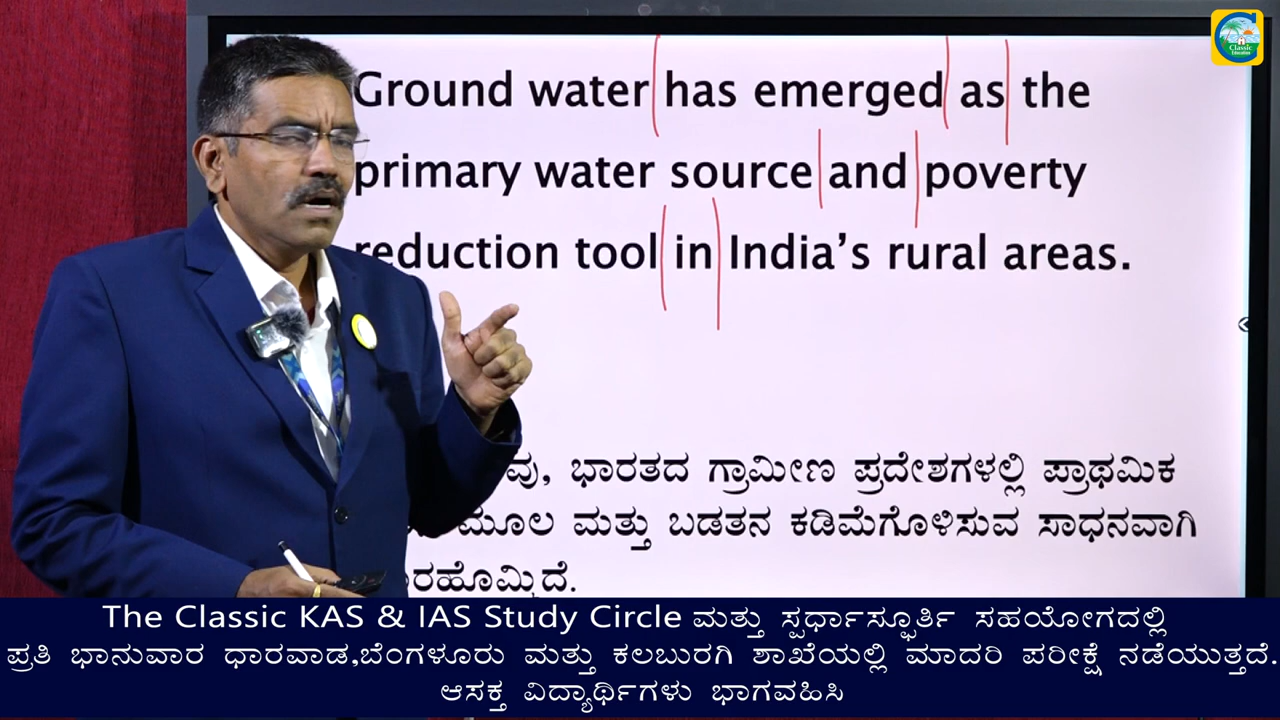 Classic
Education
Ground water has emerged as the
primary water source and poverty
reduction tool in India’s rural areas.
ಭಾರತದ ಗ್ರಾಮೀಣ ಪ್ರದೇಶಗಳಲ್ಲಿ ಪ್ರಾಥಮಿಕ
ಮೂಲ ಮತ್ತು ಬಡತನ ಕಡಿಮೆಗೊಳಿಸುವ ಸಾಧನವಾಗಿ
The Classic KAS & IAS Study Circle ಮತ್ತು ಸ್ಪರ್ಧಾಸ್ಫೂರ್ತಿ ಸಹಯೋಗದಲ್ಲಿ
ಪ್ರತಿ ಭಾನುವಾರ ಧಾರವಾಡ,ಬೆಂಗಳೂರು ಮತ್ತು ಕಲಬುರಗಿ ಶಾಖೆಯಲ್ಲಿ ಮಾದರಿ ಪರೀಕ್ಷೆ ನಡೆಯುತ್ತದೆ.
ಆಸಕ್ತ ವಿದ್ಯಾರ್ಥಿಗಳು ಭಾಗವಹಿಸಿ